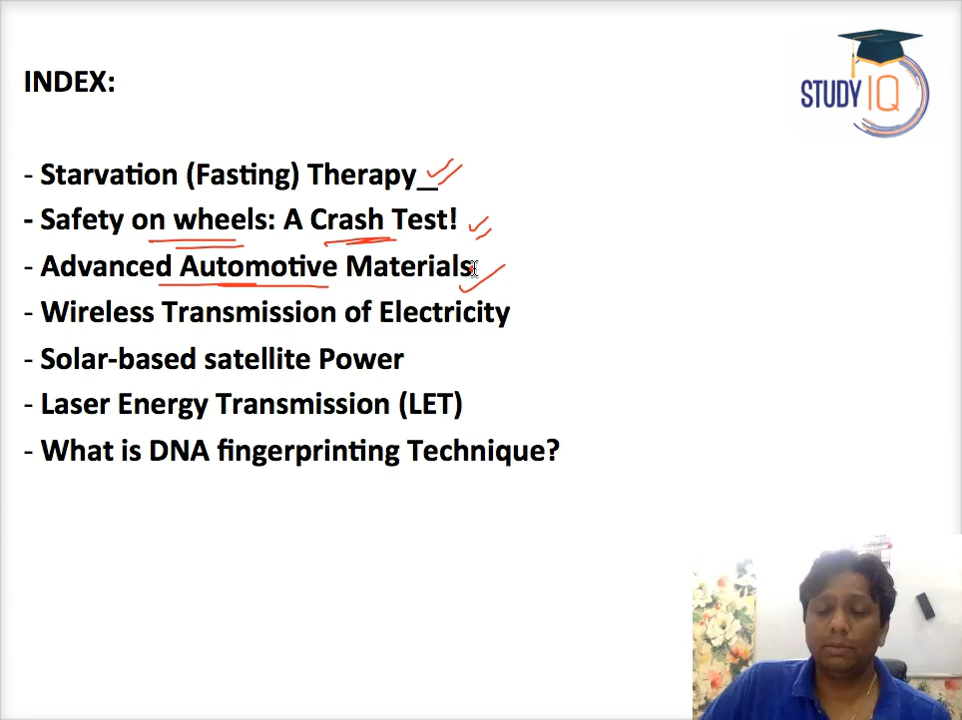 INDEX:
STUDY IQ
- Starvation (Fasting) Therapy_
- Safety on wheels: A Crash Test!
- Advanced Automotive Materials
- Wireless Transmission of Electricity
- Solar-based satellite Power
- Laser Energy Transmission (LET)
- What is DNA fingerprinting Technique?